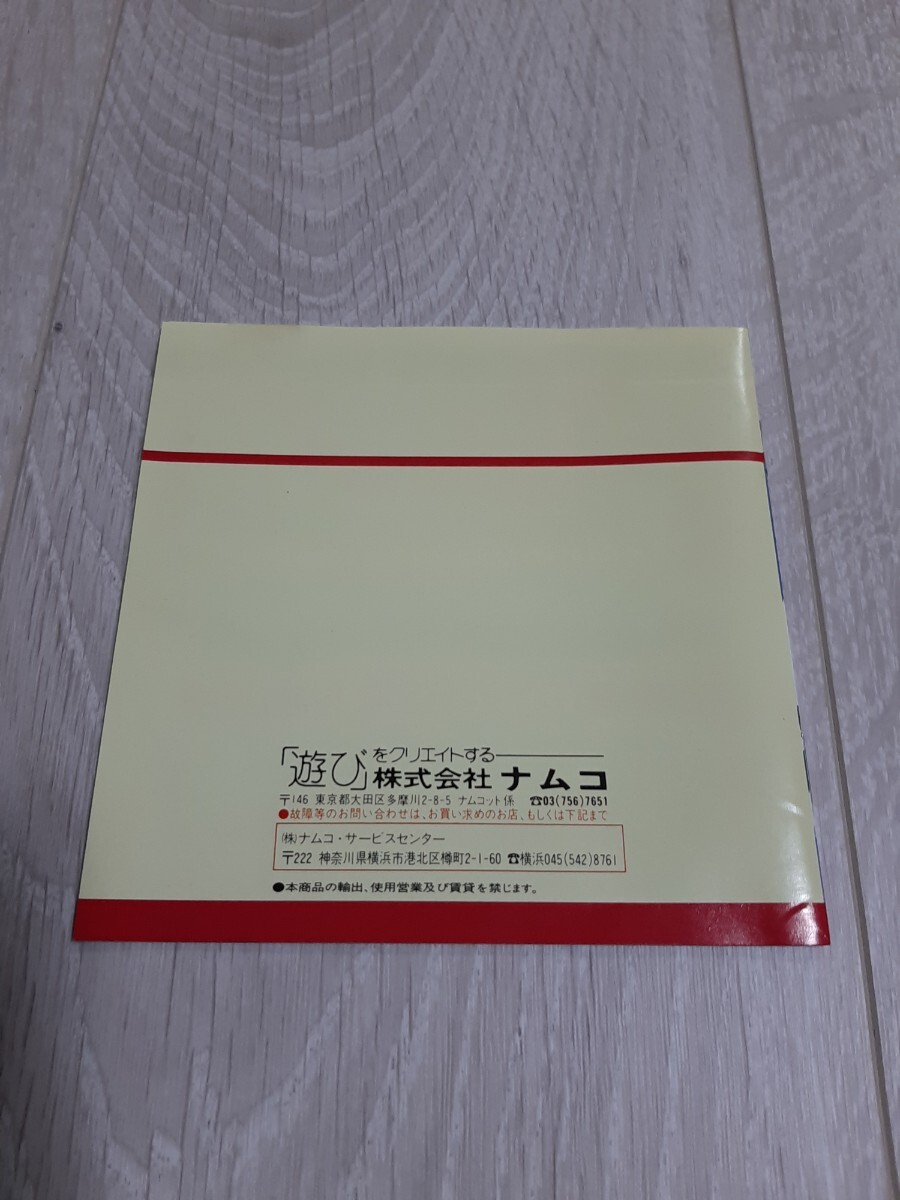 「遊び」をクリエイトする──
株式会社 ナムコ
〒146 東京都大田区多摩川2-8-5 ナムコット係 ☎03(756)7651
●故障等のお問い合わせは、お買い求めのお店、もしくは下記まで
㈱ナムコ・サービスセンター
〒222 神奈川県横浜市港北区樽町2-1-60 ☎横浜045(542)8761
●本商品の輸出、使用営業及び賃貸を禁じます。